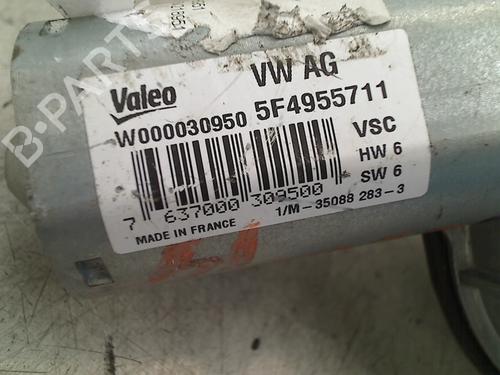 B-PARTS
Valeo
VW AG
W000030950 5F4955711
VSC
HW 6
SW 6
7 637000 309500
1/M-35088 283-3
MADE IN FRANCE